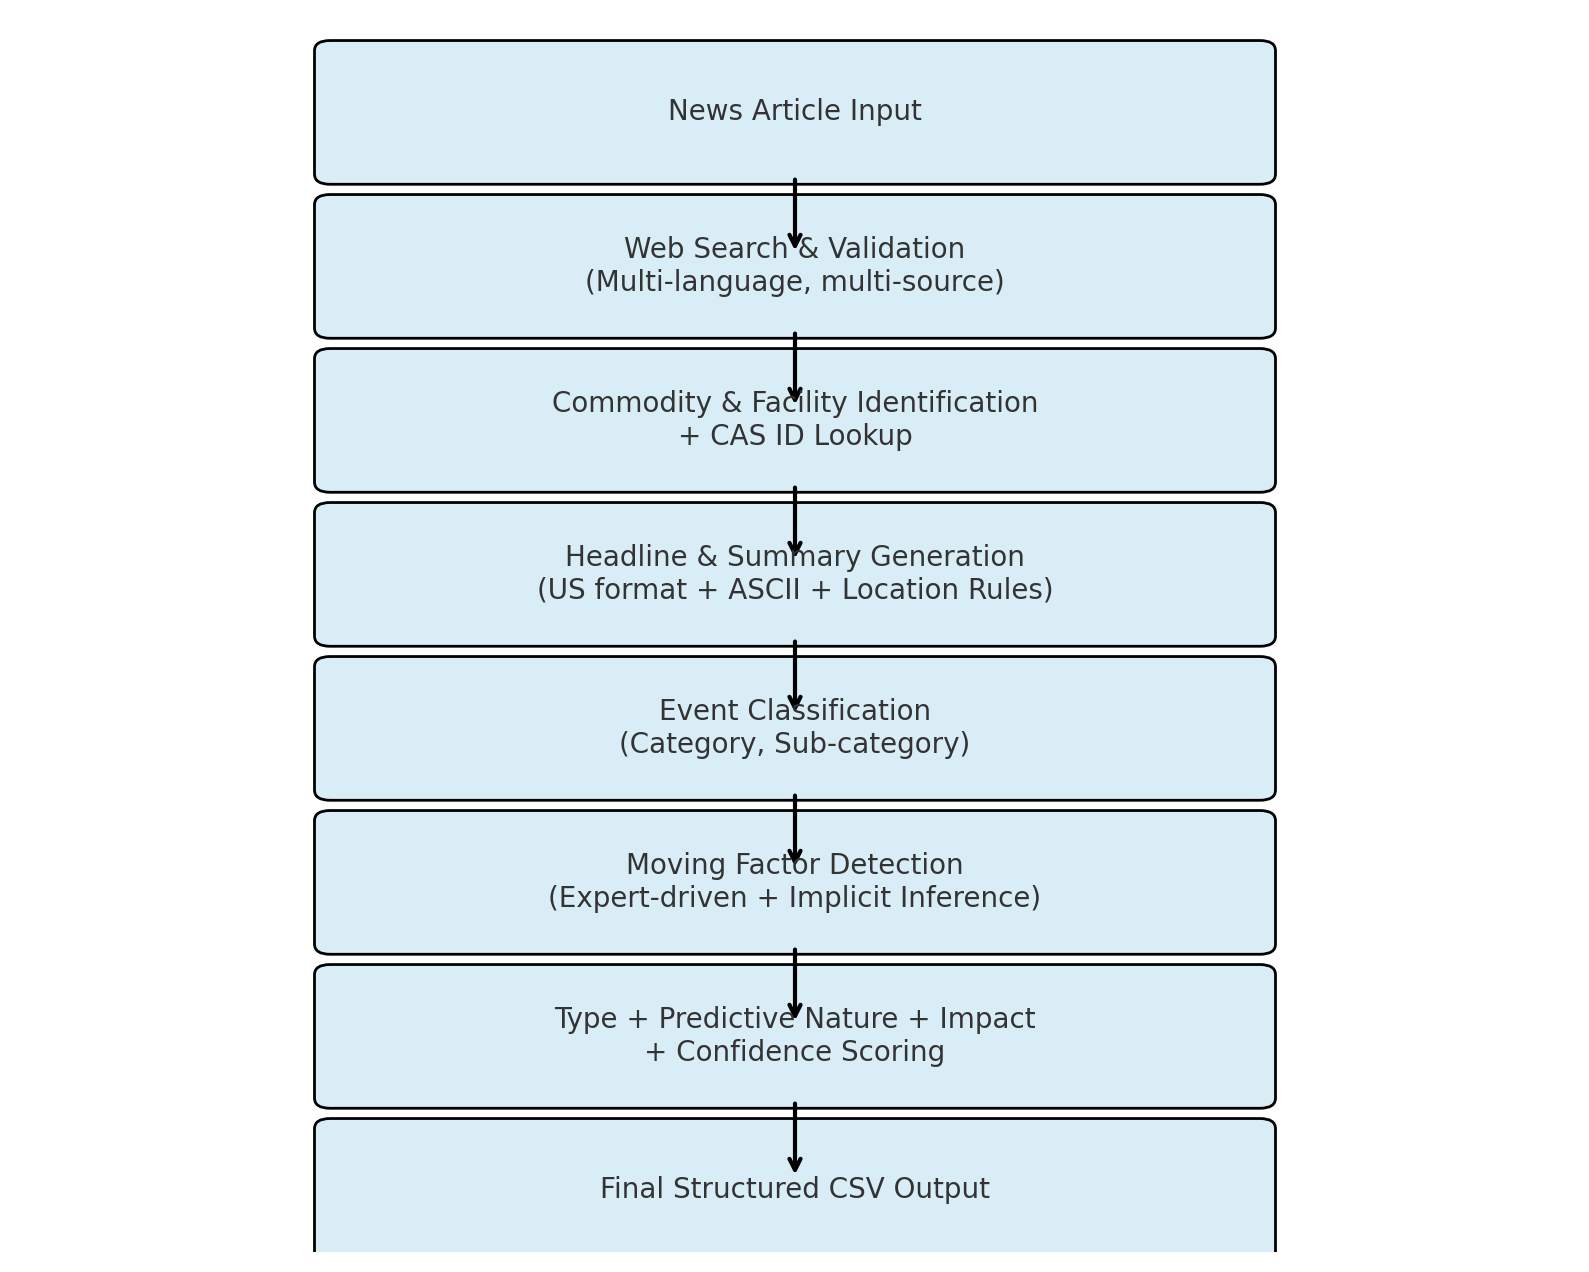 News Article Input
Web Search & Validation
(Multi-language, multi-source)
Commodity & Facility Identification
+ CAS ID Lookup
Headline & Summary Generation
(US format + ASCII + Location Rules)
Event Classification
(Category, Sub-category)
Moving Factor Detection
(Expert-driven + Implicit Inference)
Type + Predictive Nature + Impact
+ Confidence Scoring
Final Structured CSV Output